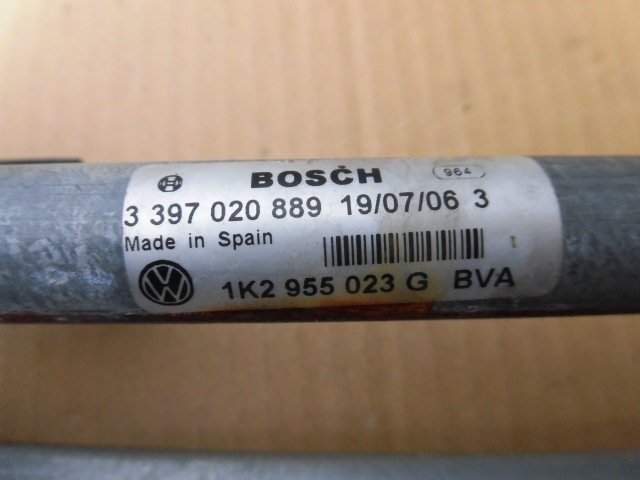 BOSCH 964
3 397 020 889 19/07/06 3
Made in Spain
1K2 955 023 G BVA